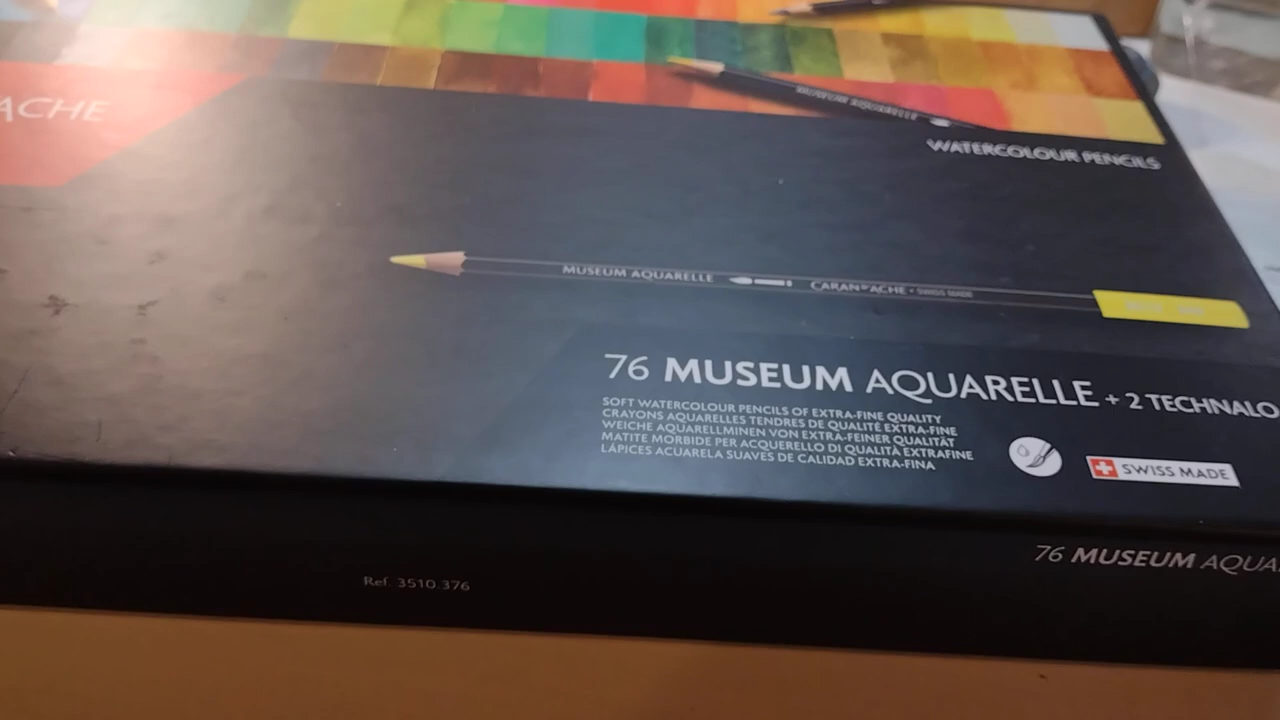 ACHE
MUSEUM AQUARELLE
WATERCOLOUR PENCILS
MUSEUM AQUARELLE CARAN D'ACHE • SWISS MADE
76 MUSEUM AQUARELLE + 2 TECHNALO
SOFT WATERCOLOUR PENCILS OF EXTRA-FINE QUALITY
CRAYONS AQUARELLES TENDRES DE QUALITÉ EXTRA-FINE
WEICHE AQUARELLMINEN VON EXTRA-FEINER QUALITÄT
MATITE MORBIDE PER ACQUERELLO DI QUALITÀ EXTRAFINE
LÁPICES ACUARELA SUAVES DE CALIDAD EXTRA-FINA
SWISS MADE
76 MUSEUM AQUA
Ref. 3510.376